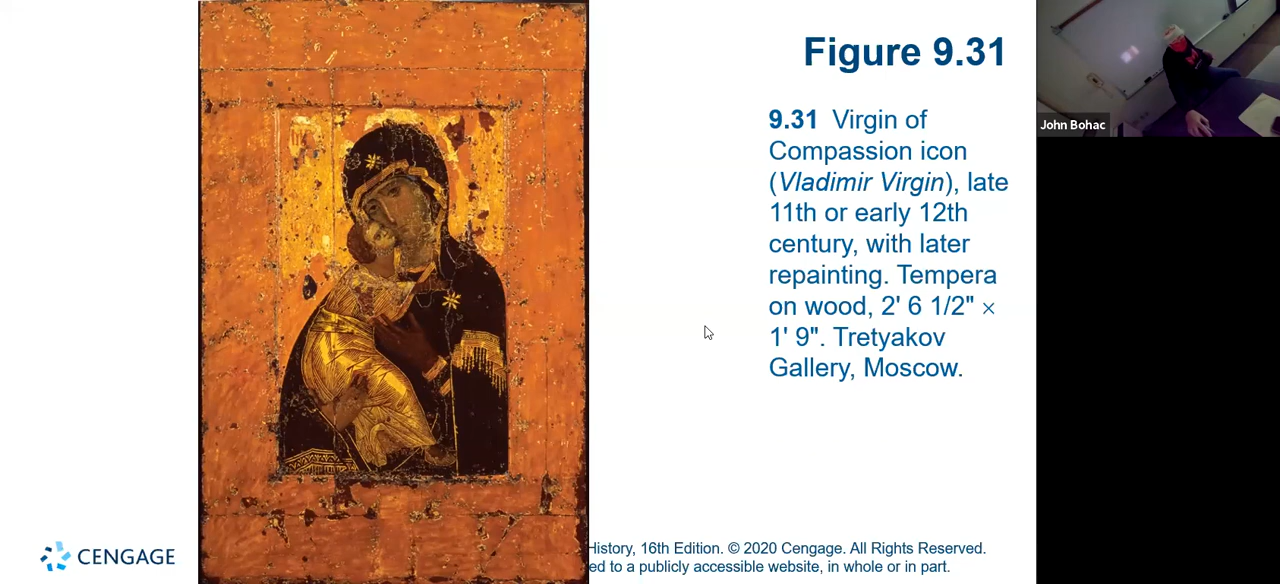 Figure 9.31
9.31 Virgin of
Compassion icon
(Vladimir Virgin), late
11th or early 12th
century, with later
repainting. Tempera
on wood, 2' 6 1/2" ×
1' 9". Tretyakov
Gallery, Moscow.
John Bohac
CENGAGE
History, 16th Edition. © 2020 Cengage. All Rights Reserved.
ed to a publicly accessible website, in whole or in part.